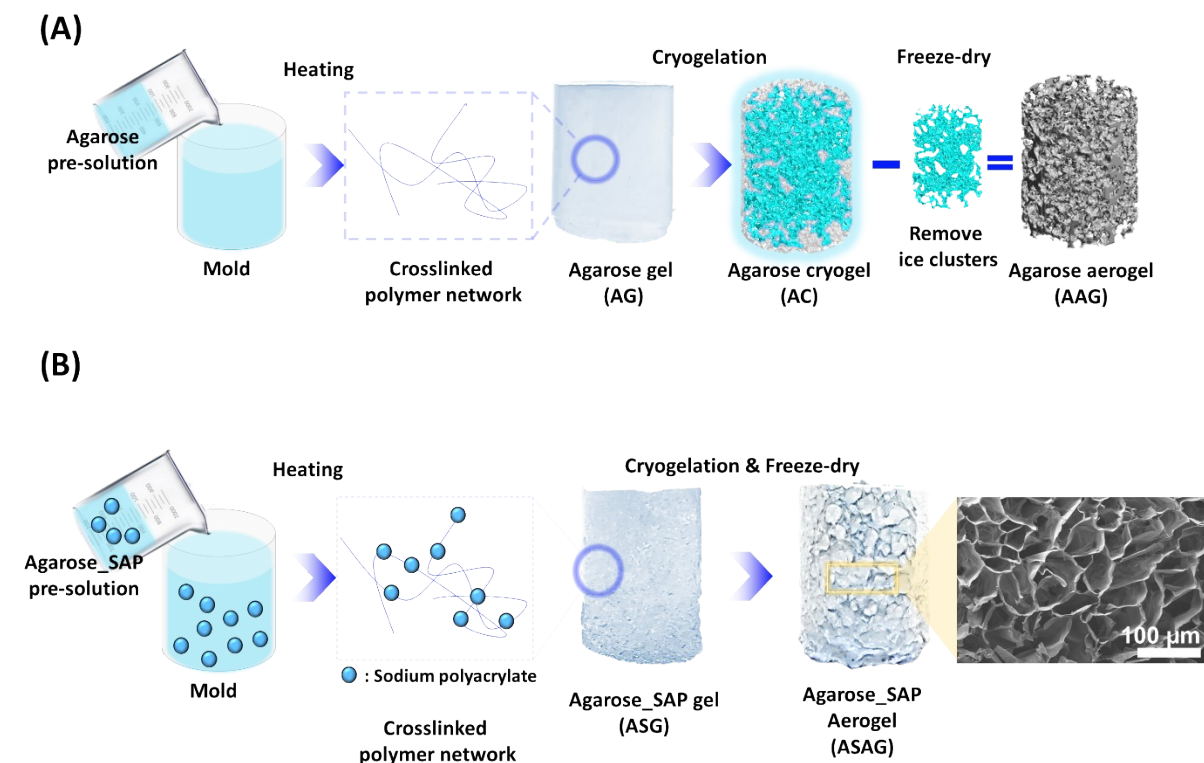 (A)
Heating
Cryogelation
Freeze-dry
Agarose
pre-solution
Mold
Crosslinked
polymer network
Agarose gel
(AG)
Agarose cryogel
(AC)
Remove
ice clusters
Agarose aerogel
(AAG)
(B)
Heating
Cryogelation & Freeze-dry
Agarose_SAP
pre-solution
Mold
: Sodium polyacrylate
Crosslinked
polymer network
Agarose_SAP gel
(ASG)
Agarose_SAP
Aerogel
(ASAG)
100 µm